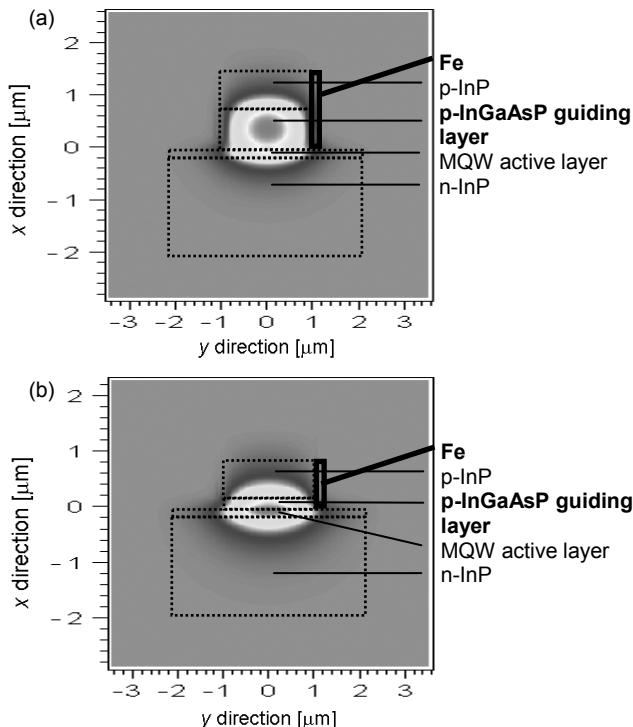 (a)
2
1
0
-1
-2
x direction [μm]
-3 -2 -1 0 1 2 3
y direction [μm]
Fe
p-InP
p-InGaAsP guiding
layer
MQW active layer
n-InP
(b)
2
1
0
-1
-2
x direction [μm]
-3 -2 -1 0 1 2 3
y direction [μm]
Fe
p-InP
p-InGaAsP guiding
layer
MQW active layer
n-InP